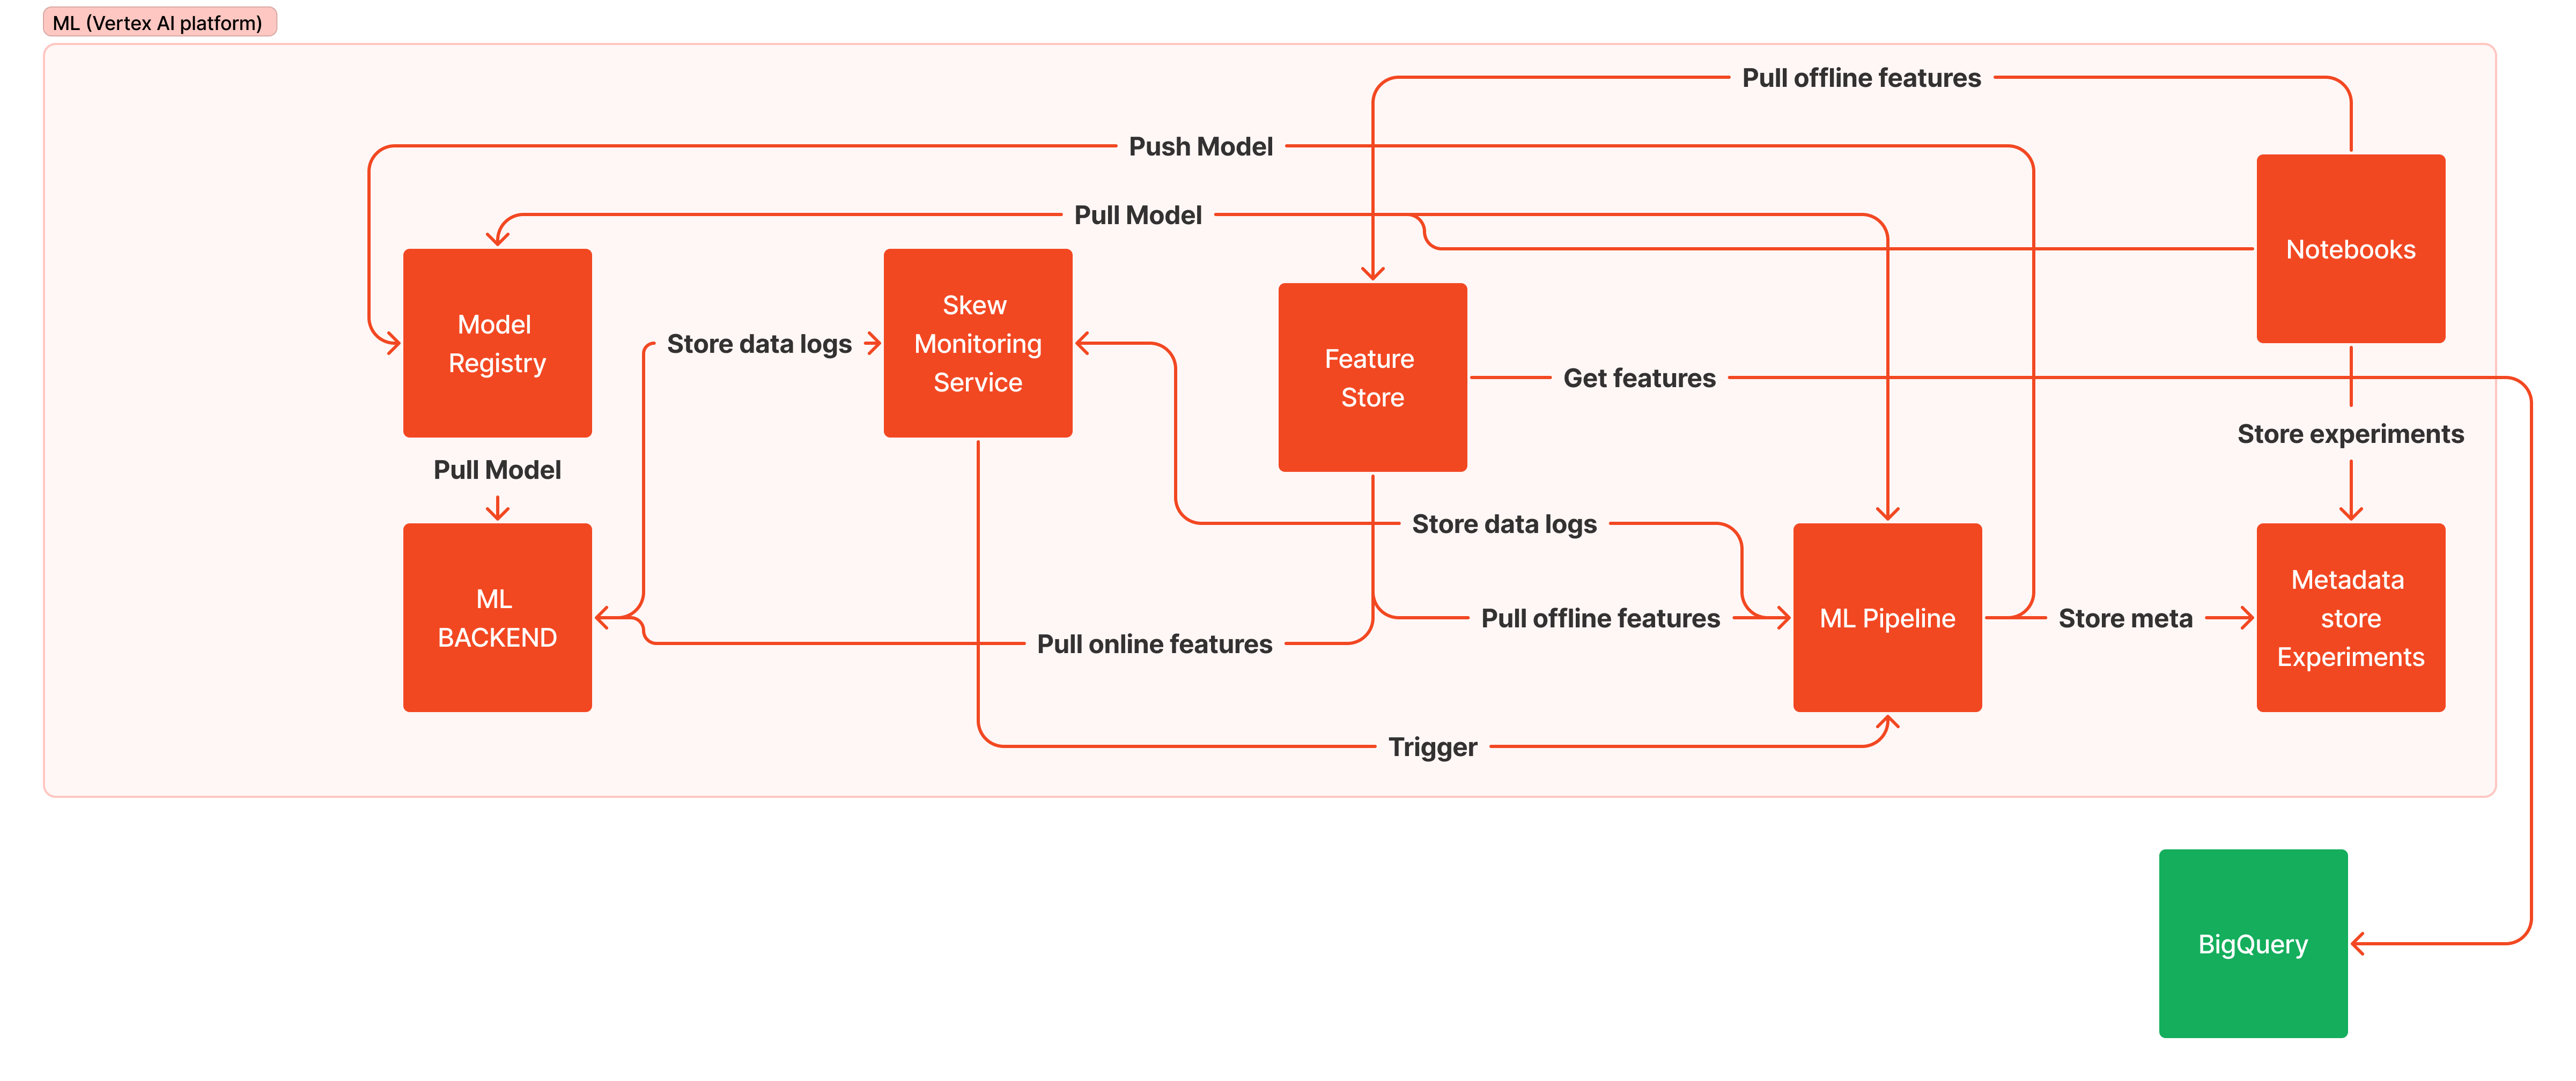 ML (Vertex AI platform)
Pull offline features
Push Model
Pull Model
Notebooks
Model
Registry
Store data logs
Skew
Monitoring
Service
Feature
Store
Get features
Store experiments
Pull Model
Store data logs
ML
BACKEND
Pull online features
Pull offline features
ML Pipeline
Store meta
Metadata
store
Experiments
Trigger
BigQuery